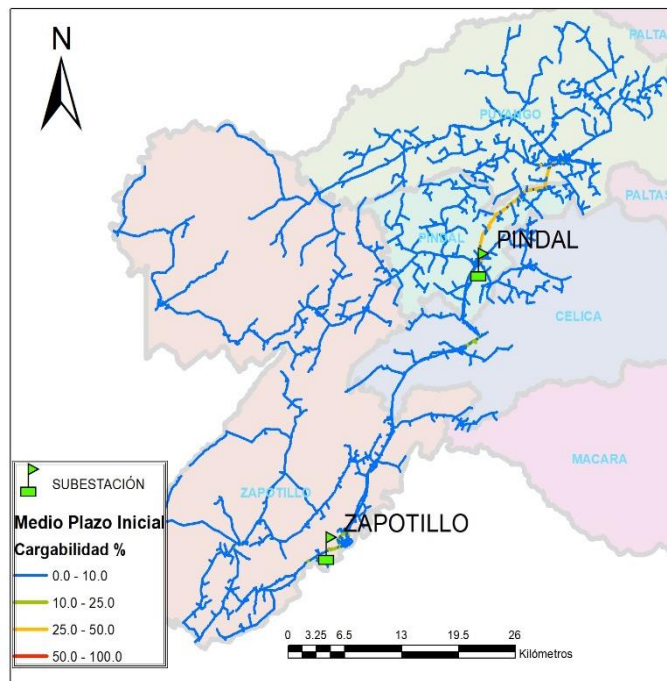 N
PALTAS
PUYANGO
PALTAS
PINDAL
PINDAL
CELICA
MACARA
ZAPOTILLO
ZAPOTILLO
SUBESTACIÓN
Medio Plazo Inicial
Cargabilidad %
0.0 - 10.0
10.0 - 25.0
25.0 - 50.0
50.0 - 100.0
0 3.25 6.5 13 19.5 26
Kilómetros